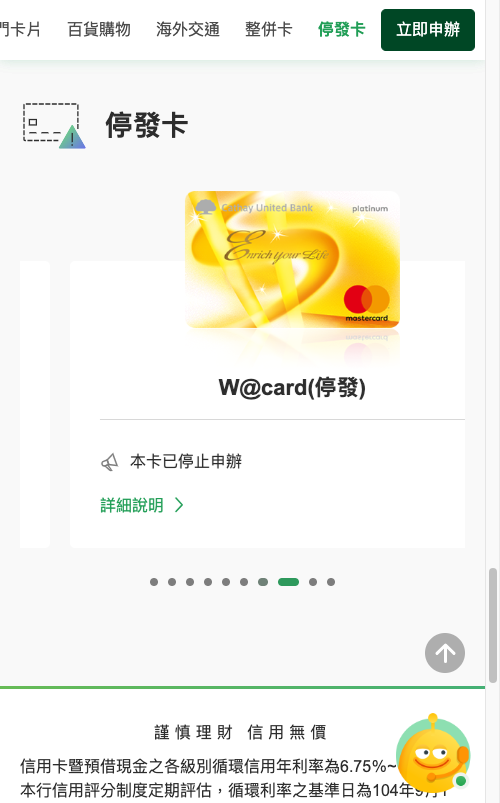 門卡片 百貨購物 海外交通 整併卡 停發卡 立即申辦
停發卡
Cathay United Bank platinum
Enrich your Life
mastercard
W@card(停發)
本卡已停止申辦
詳細說明
謹慎理財 信用無價
信用卡暨預借現金之各級別循環信用年利率為6.75%~
本行信用評分制度定期評估，循環利率之基準日為104年9月1